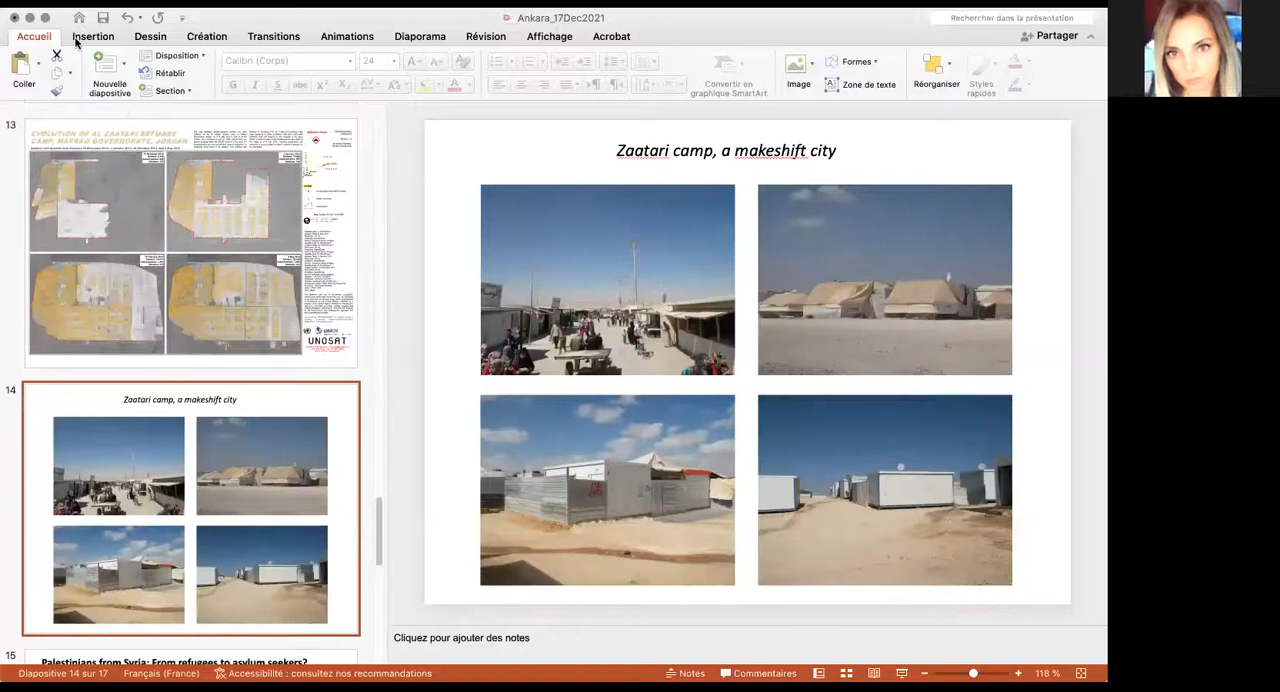 Ankara_17Dec2021
Rechercher dans la présentation
Accueil
Insertion
Dessin
Création
Transitions
Animations
Diaporama
Révision
Affichage
Acrobat
Partager
Coller
Nouvelle
diapositive
Disposition
Rétablir
Section
Calibri (Corps)
24
Convertir en
graphique SmartArt
Image
Formes
Zone de texte
Réorganiser
Styles
rapides
13
EVOLUTION OF AL ZAATARI REFUGEE
CAMP, MAFRAQ GOVERNORATE, JORDAN
UNOSAT
14
Zaatari camp, a makeshift city
15
Palestinians from Syria: From refugees to asylum seekers?
Zaatari camp, a makeshift city
Cliquez pour ajouter des notes
Diapositive 14 sur 17
Français (France)
Accessibilité : consultez nos recommandations
Notes
Commentaires
118 %